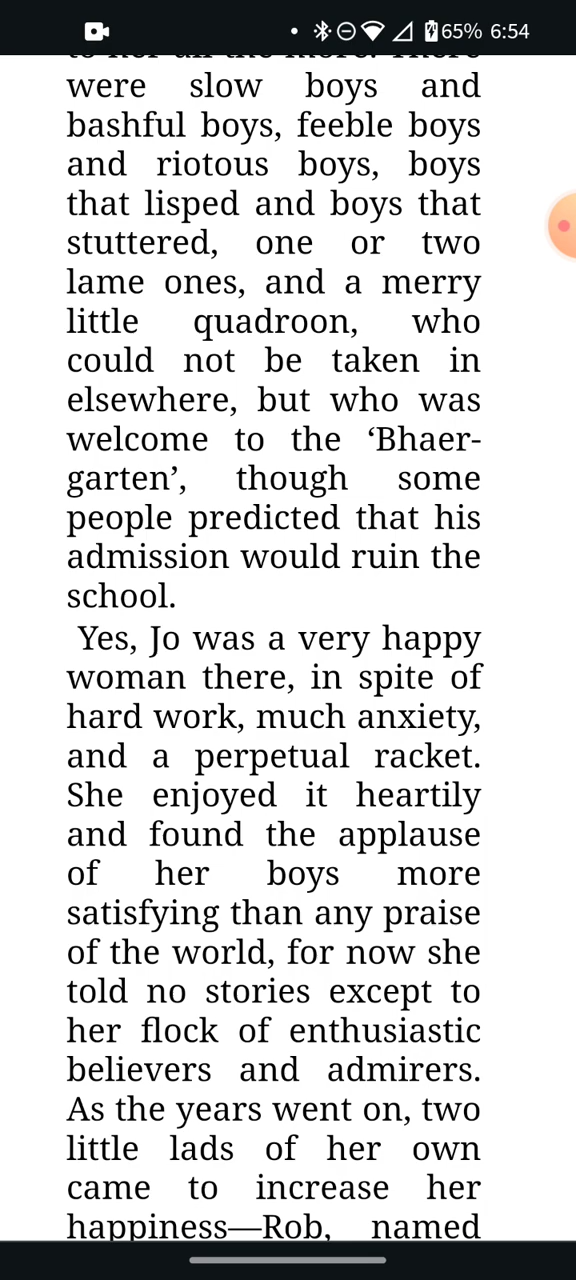 65% 6:54
to her all the more. There
were slow boys and
bashful boys, feeble boys
and riotous boys, boys
that lisped and boys that
stuttered, one or two
lame ones, and a merry
little quadroon, who
could not be taken in
elsewhere, but who was
welcome to the ‘Bhaer-
garten’, though some
people predicted that his
admission would ruin the
school.
Yes, Jo was a very happy
woman there, in spite of
hard work, much anxiety,
and a perpetual racket.
She enjoyed it heartily
and found the applause
of her boys more
satisfying than any praise
of the world, for now she
told no stories except to
her flock of enthusiastic
believers and admirers.
As the years went on, two
little lads of her own
came to increase her
happiness—Rob, named